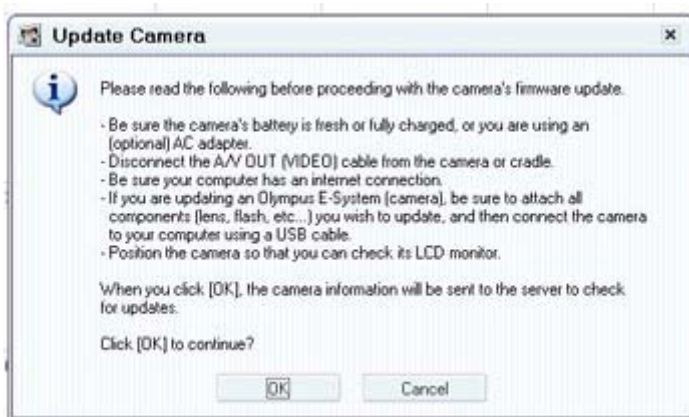 Update Camera
Please read the following before proceeding with the camera's firmware update.
- Be sure the camera's battery is fresh or fully charged, or you are using an
(optional) AC adapter.
- Disconnect the A/V OUT (VIDEO) cable from the camera or cradle.
- Be sure your computer has an internet connection.
- If you are updating an Olympus E-System (camera), be sure to attach all
components (lens, flash, etc...) you wish to update, and then connect the camera
to your computer using a USB cable.
- Position the camera so that you can check its LCD monitor.
When you click [OK], the camera information will be sent to the server to check
for updates.
Click [OK] to continue?
OK
Cancel